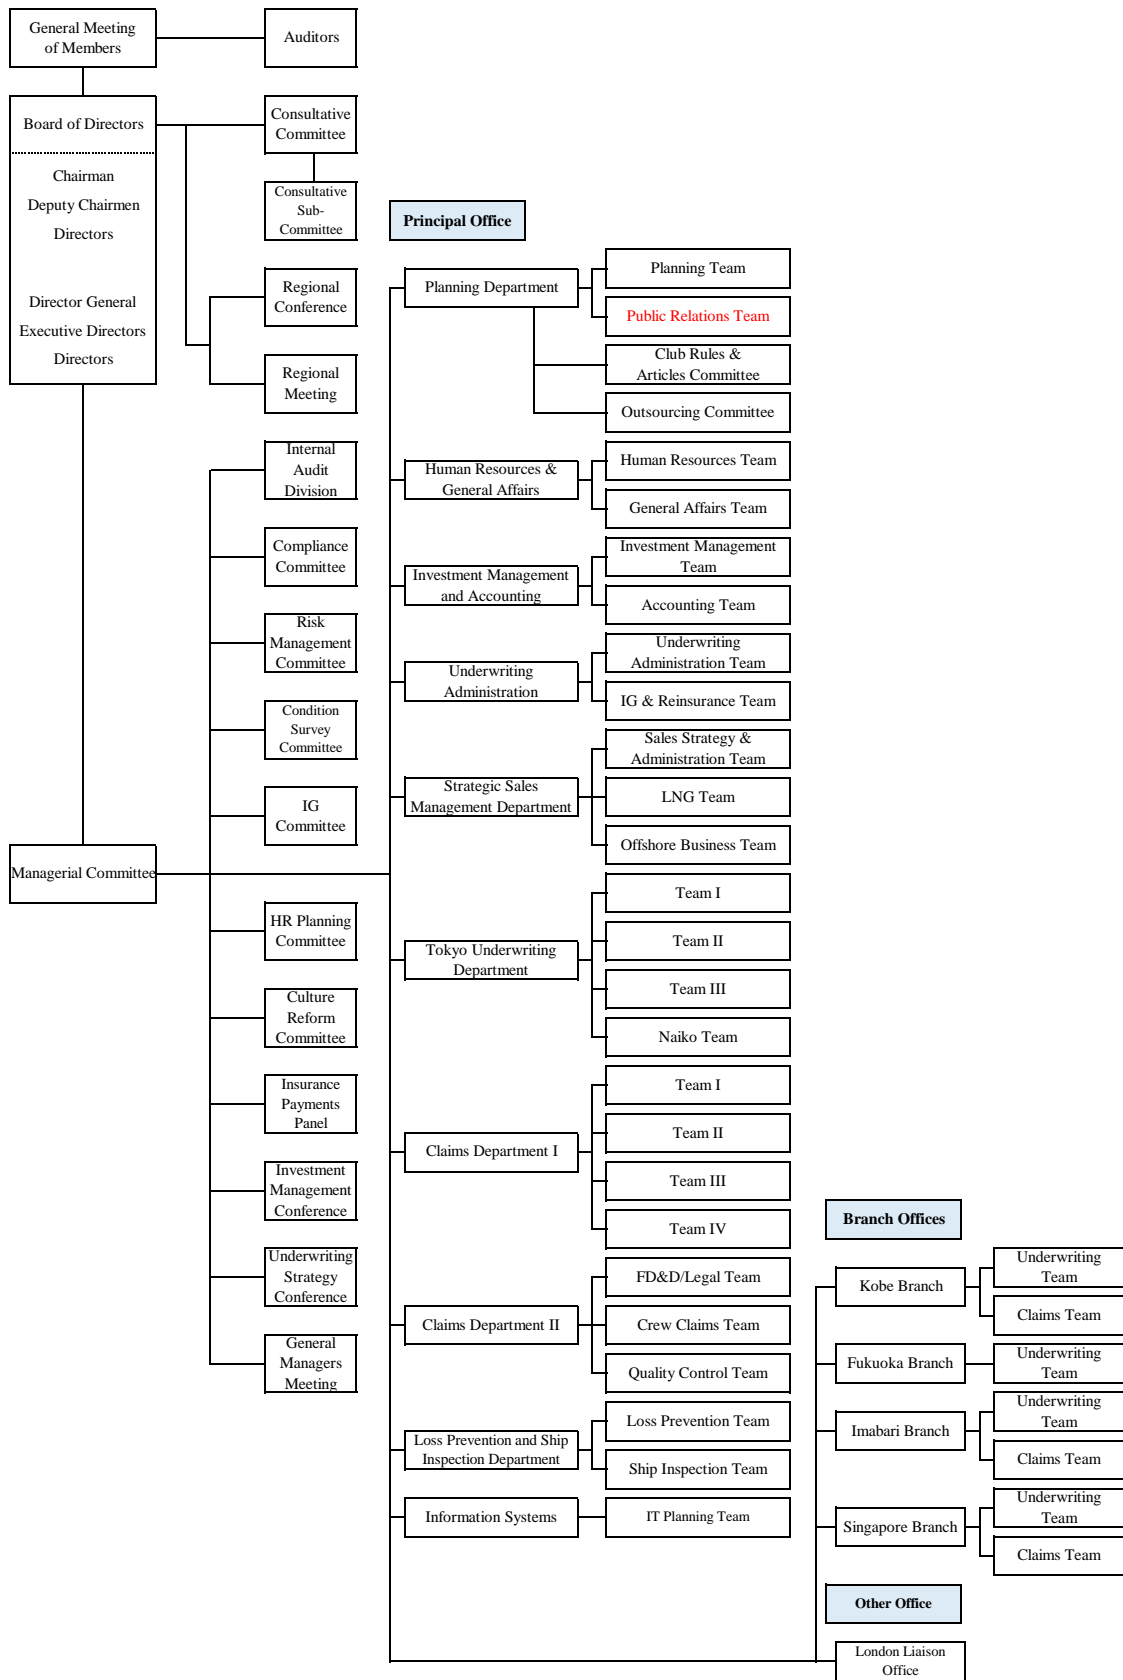 General Meeting
of Members
Auditors
Board of Directors
Chairman
Deputy Chairmen
Directors
Director General
Executive Directors
Directors
Consultative
Committee
Consultative
Sub-
Committee
Regional
Conference
Regional
Meeting
Internal
Audit
Division
Compliance
Committee
Risk
Management
Committee
Condition
Survey
Committee
IG
Committee
Managerial Committee
HR Planning
Committee
Culture
Reform
Committee
Insurance
Payments
Panel
Investment
Management
Conference
Underwriting
Strategy
Conference
General
Managers
Meeting
Principal Office
Planning Department
Planning Team
Public Relations Team
Club Rules &
Articles Committee
Outsourcing Committee
Human Resources &
General Affairs
Human Resources Team
General Affairs Team
Investment Management
and Accounting
Investment Management
Team
Accounting Team
Underwriting
Administration
Underwriting
Administration Team
IG & Reinsurance Team
Strategic Sales
Management Department
Sales Strategy &
Administration Team
LNG Team
Offshore Business Team
Tokyo Underwriting
Department
Team I
Team II
Team III
Naiko Team
Claims Department I
Team I
Team II
Team III
Team IV
Claims Department II
FD&D/Legal Team
Crew Claims Team
Quality Control Team
Loss Prevention and Ship
Inspection Department
Loss Prevention Team
Ship Inspection Team
Information Systems
IT Planning Team
Branch Offices
Kobe Branch
Underwriting
Team
Claims Team
Fukuoka Branch
Underwriting
Team
Imabari Branch
Underwriting
Team
Claims Team
Singapore Branch
Underwriting
Team
Claims Team
Other Office
London Liaison
Office